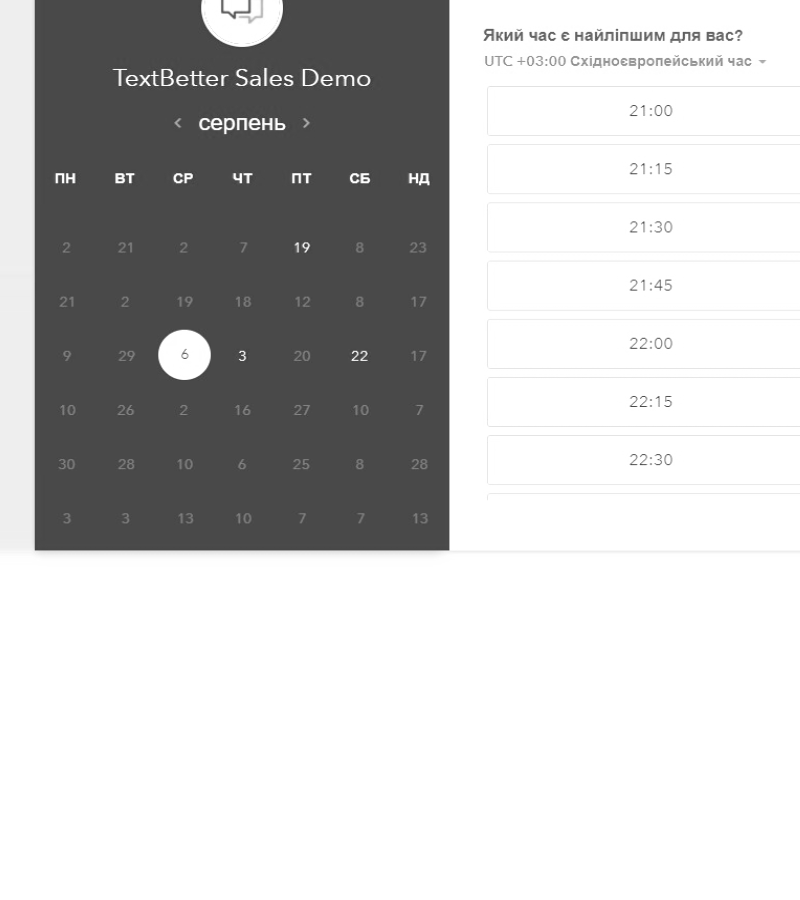 TextBetter Sales Demo
серпень
ПН ВТ СР ЧТ ПТ СБ НД
2 21 2 7 19 8 23
21 2 19 18 12 8 17
9 29 6 3 20 22 17
10 26 2 16 27 10 7
30 28 10 6 25 8 28
3 3 13 10 7 7 13
Який час є найліпшим для вас?
UTC +03:00 Східноєвропейський час
21:00
21:15
21:30
21:45
22:00
22:15
22:30